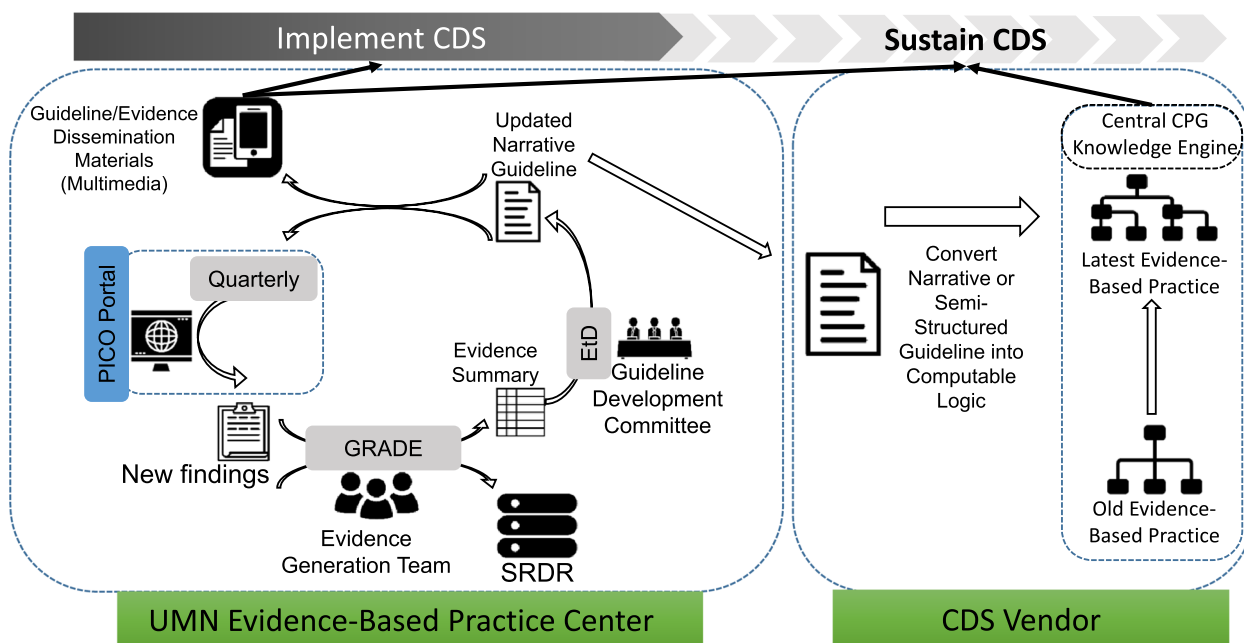 Implement CDS
Sustain CDS
Guideline/Evidence
Dissemination
Materials
(Multimedia)
Updated
Narrative
Guideline
PICO Portal
Quarterly
New findings
GRADE
Evidence
Generation Team
SRDR
Evidence
Summary
EtD
Guideline
Development
Committee
UMN Evidence-Based Practice Center
Convert
Narrative or
Semi-
Structured
Guideline into
Computable
Logic
Central CPG
Knowledge Engine
Latest Evidence-
Based Practice
Old Evidence-
Based Practice
CDS Vendor